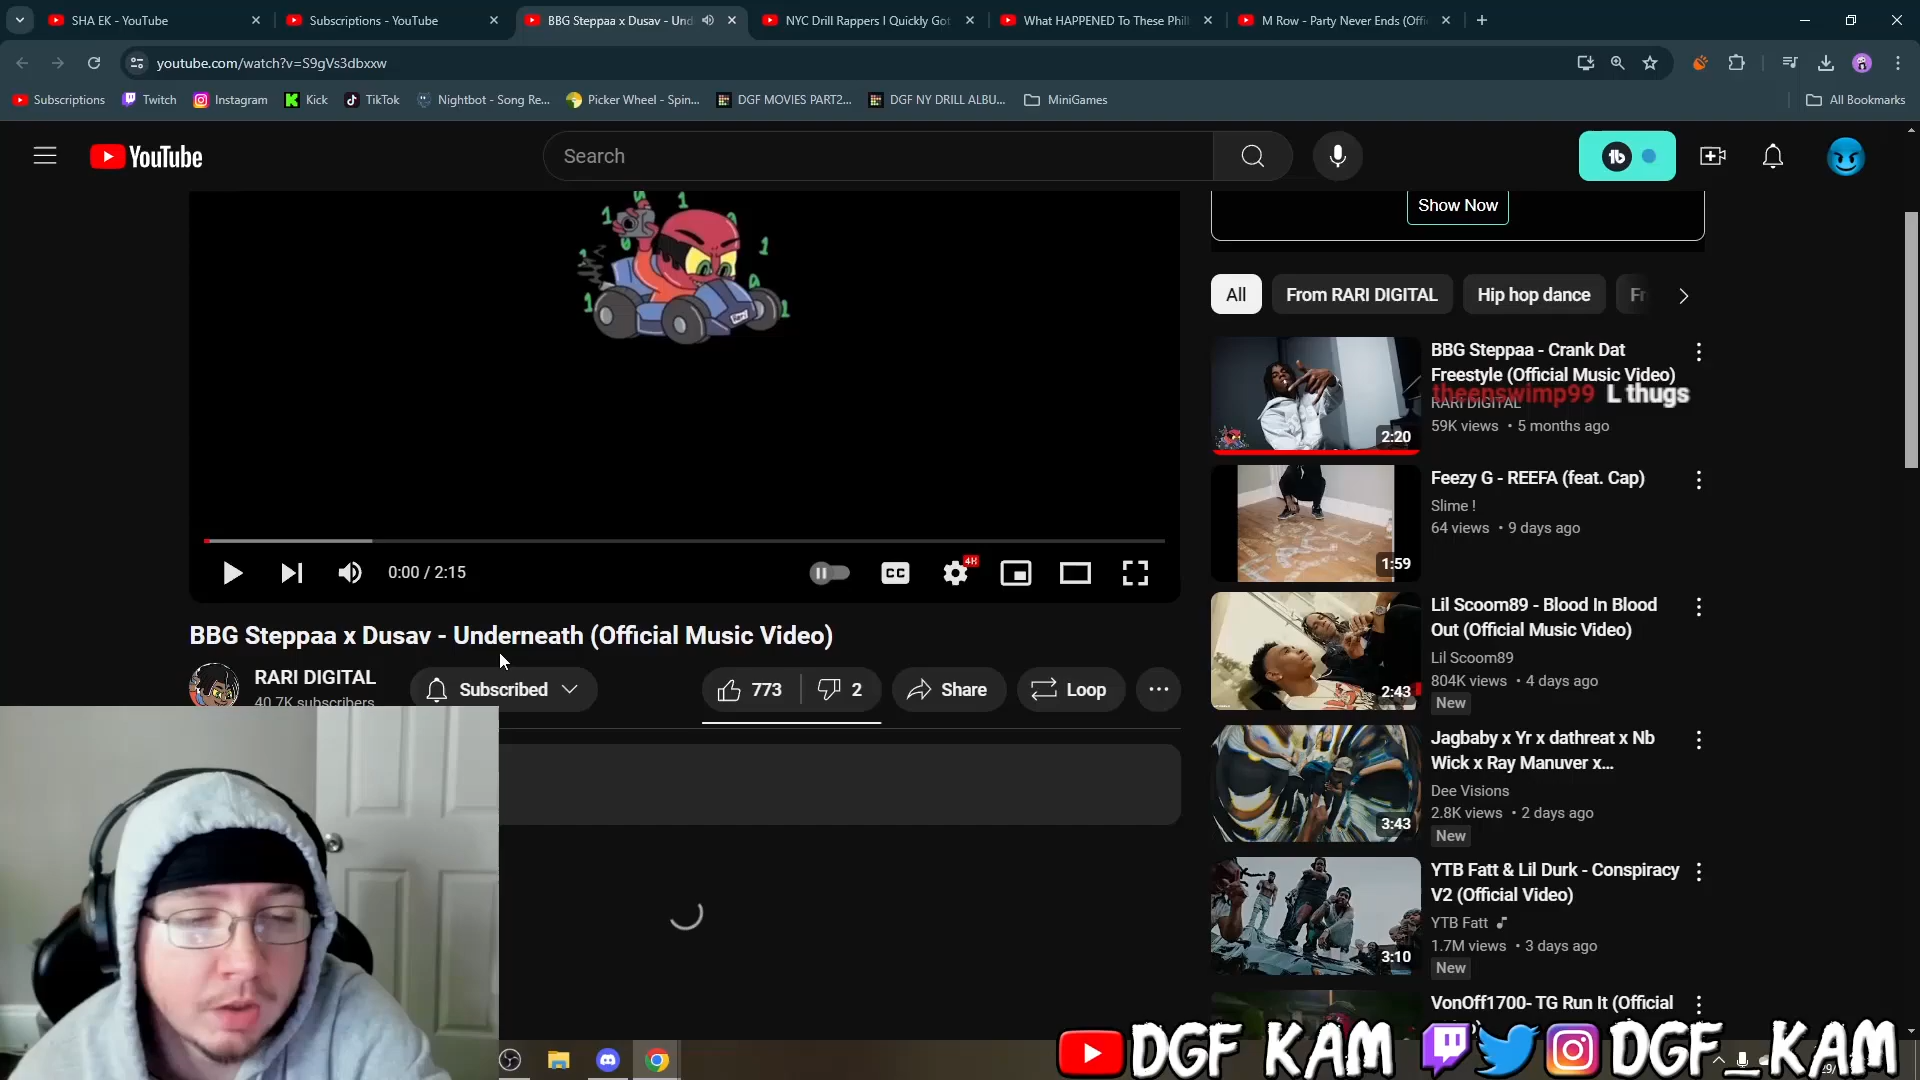 SHA EK - YouTube
Subscriptions - YouTube
BBG Steppaa x Dusav - Und
NYC Drill Rappers I Quickly Got
What HAPPENED To These Phil
M Row - Party Never Ends (Offi
youtube.com/watch?v=S9gVs3dbxxw
Subscriptions
Twitch
Instagram
Kick
TikTok
Nightbot - Song Re...
Picker Wheel - Spin...
DGF MOVIES PART2...
DGF NY DRILL ALBU...
MiniGames
All Bookmarks
YouTube
Search
Show Now
All
From RARI DIGITAL
Hip hop dance
Fr
BBG Steppaa - Crank Dat
Freestyle (Official Music Video)
theepswimp99 L thugs
RARI DIGITAL
59K views • 5 months ago
2:20
Feezy G - REEFA (feat. Cap)
Slime !
64 views • 9 days ago
1:59
0:00 / 2:15
CC
4K
BBG Steppaa x Dusav - Underneath (Official Music Video)
RARI DIGITAL
40.7K subscribers
Subscribed
773
2
Share
Loop
Lil Scoom89 - Blood In Blood
Out (Official Music Video)
Lil Scoom89
804K views • 4 days ago
New
2:43
Jagbaby x Yr x dathreat x Nb
Wick x Ray Manuver x...
Dee Visions
2.8K views • 2 days ago
New
3:43
YTB Fatt & Lil Durk - Conspiracy
V2 (Official Video)
YTB Fatt
1.7M views • 3 days ago
New
3:10
VonOff1700- TG Run It (Official
DGF KAM
DGF_KAM